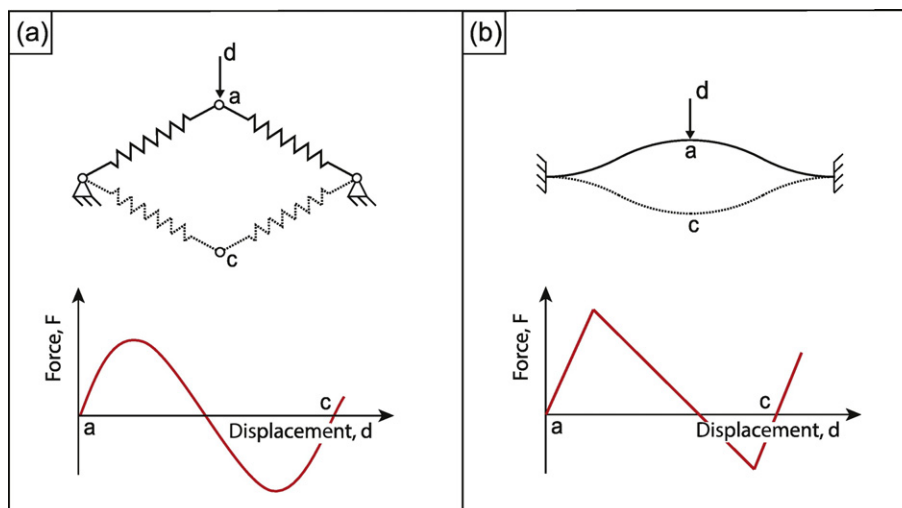 (a)
d
a
c
Force, F
a
c
Displacement, d
(b)
d
a
c
Force, F
a
c
Displacement, d